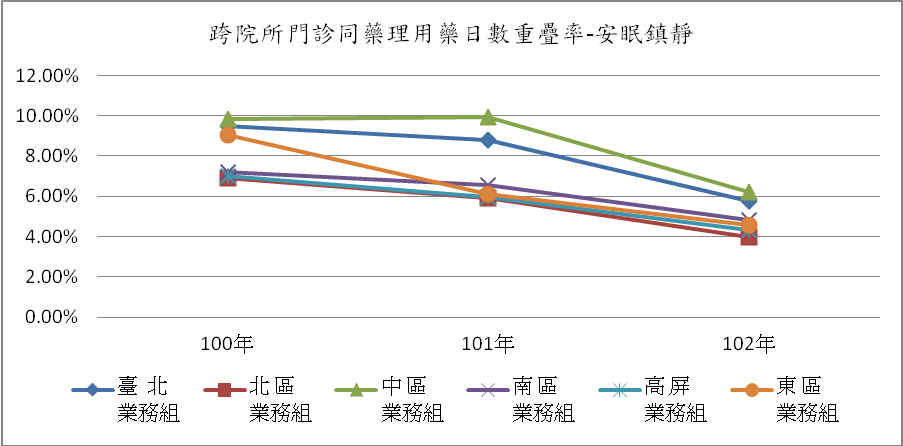 跨院所門診同藥理用藥日數重疊率-安眠鎮靜
12.00%
10.00%
8.00%
6.00%
4.00%
2.00%
0.00%
100年 101年 102年
臺北 北區 中區 南區 高屏 東區
業務組 業務組 業務組 業務組 業務組 業務組